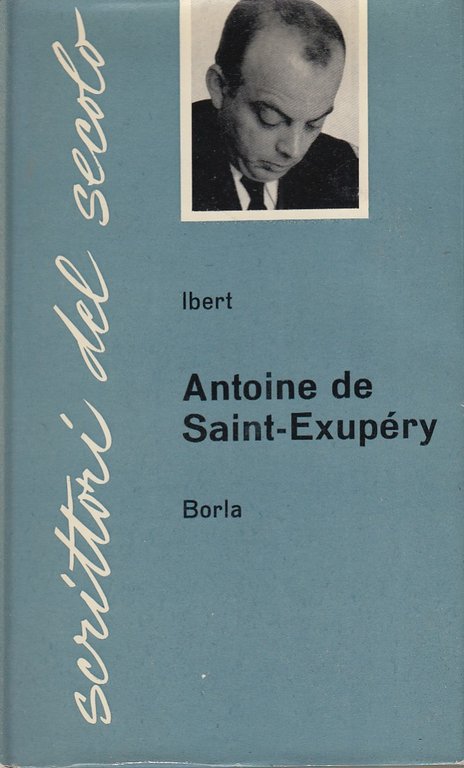 scrittori del secolo
Ibert
Antoine de
Saint-Exupéry
Borla